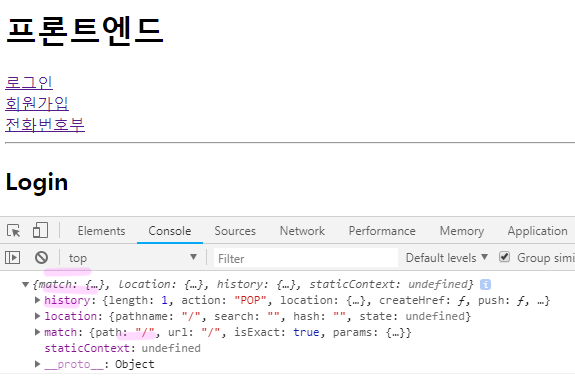 프론트엔드
로그인
회원가입
전화번호부
Login
Elements Console Sources Network Performance Memory Application
top Filter Default levels Group simi
{match: {…}, location: {…}, history: {…}, staticContext: undefined}
history: {length: 1, action: "POP", location: {…}, createHref: ƒ, push: ƒ, …}
location: {pathname: "/", search: "", hash: "", state: undefined}
match: {path: "/", url: "/", isExact: true, params: {…}}
staticContext: undefined
__proto__: Object